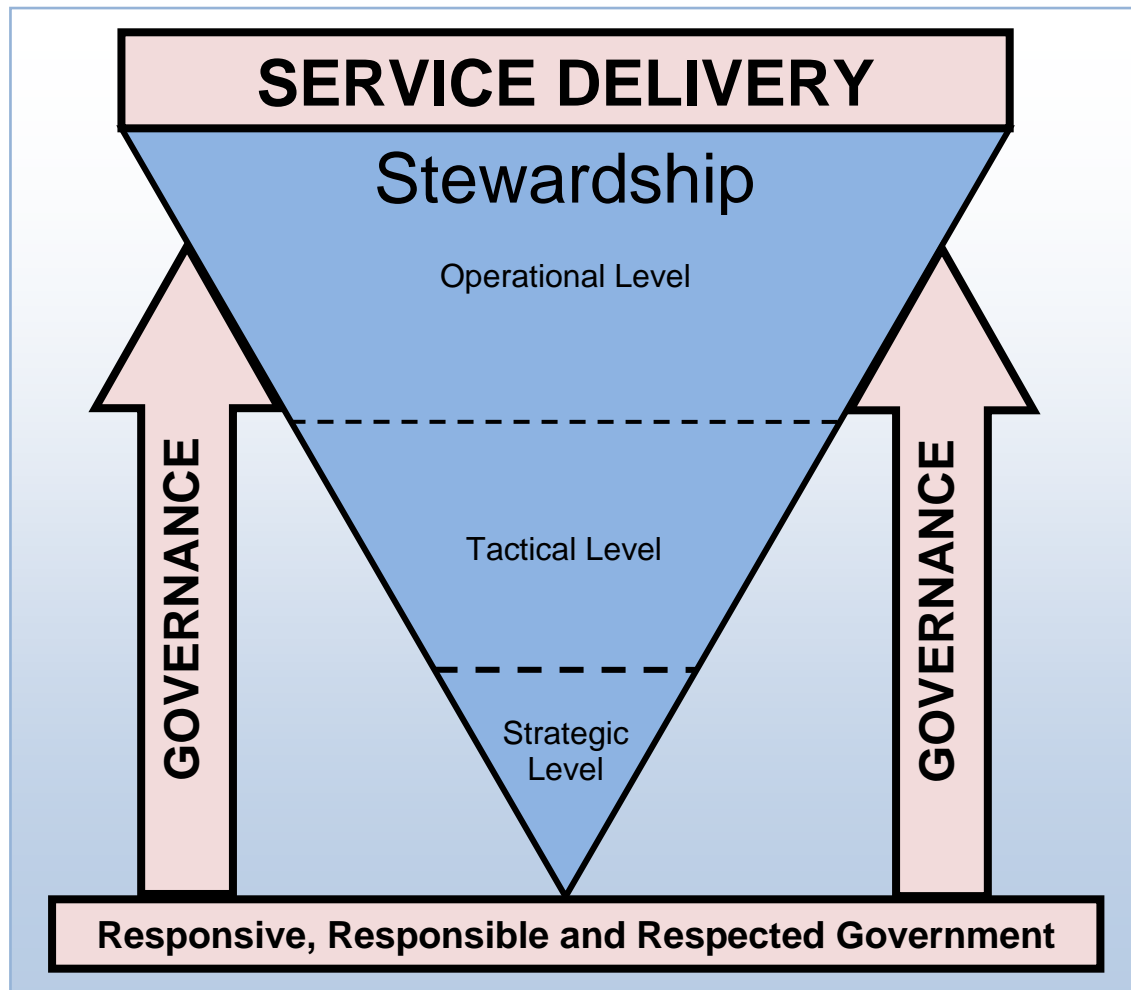 SERVICE DELIVERY
Stewardship
Operational Level
GOVERNANCE
GOVERNANCE
Tactical Level
Strategic
Level
Responsive, Responsible and Respected Government